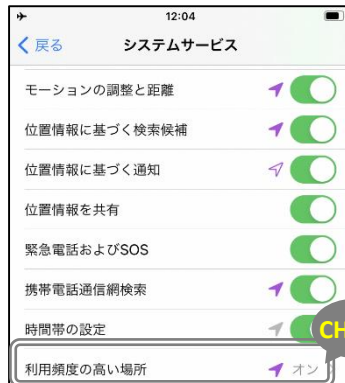 12:04
戻る システムサービス
モーションの調整と距離
位置情報に基づく検索候補
位置情報に基づく通知
位置情報を共有
緊急電話およびSOS
携帯電話通信網検索
時間帯の設定
CH
利用頻度の高い場所 オン